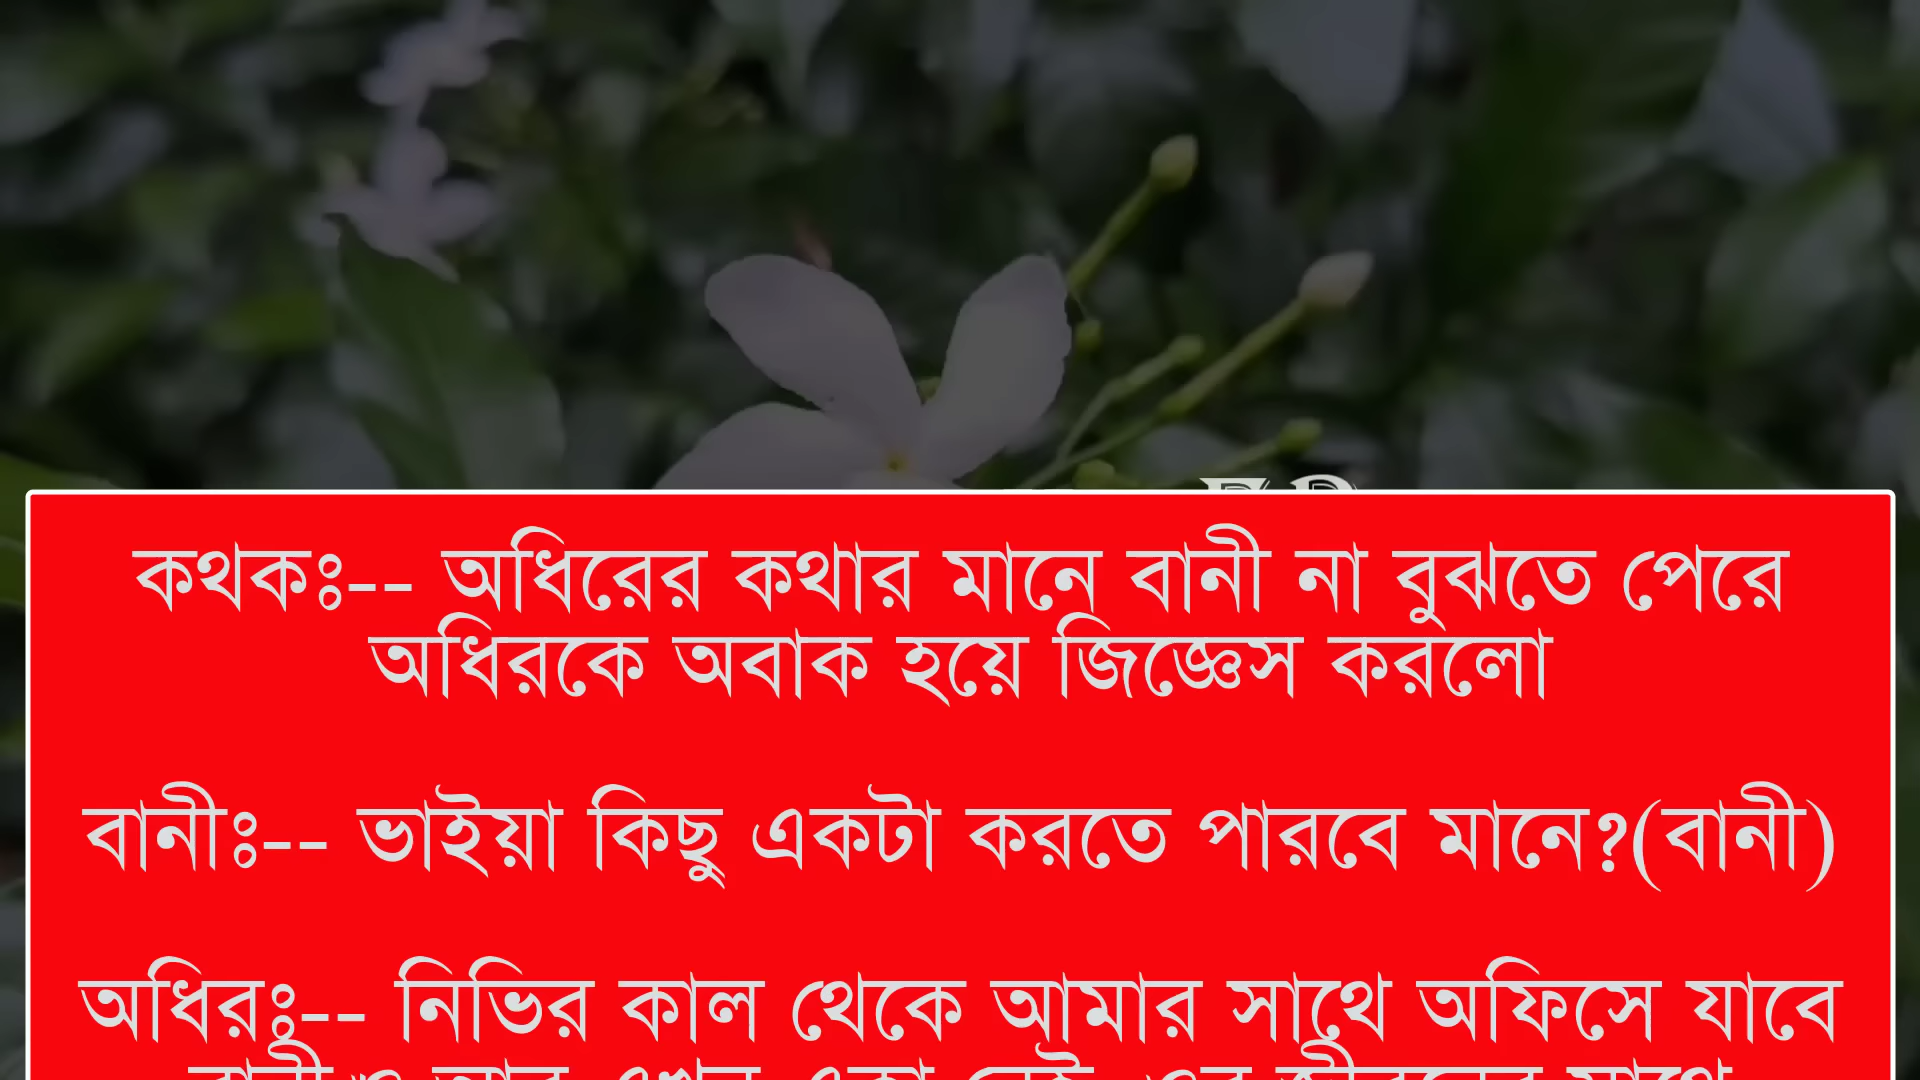 কথকঃ-- অধিরের কথার মানে বানী না বুঝতে পেরে
অধিরকে অবাক হয়ে জিজ্ঞেস করলো
বানীঃ-- ভাইয়া কিছু একটা করতে পারবে মানে?(বানী)
অধিরঃ-- নিভির কাল থেকে আমার সাথে অফিসে যাবে